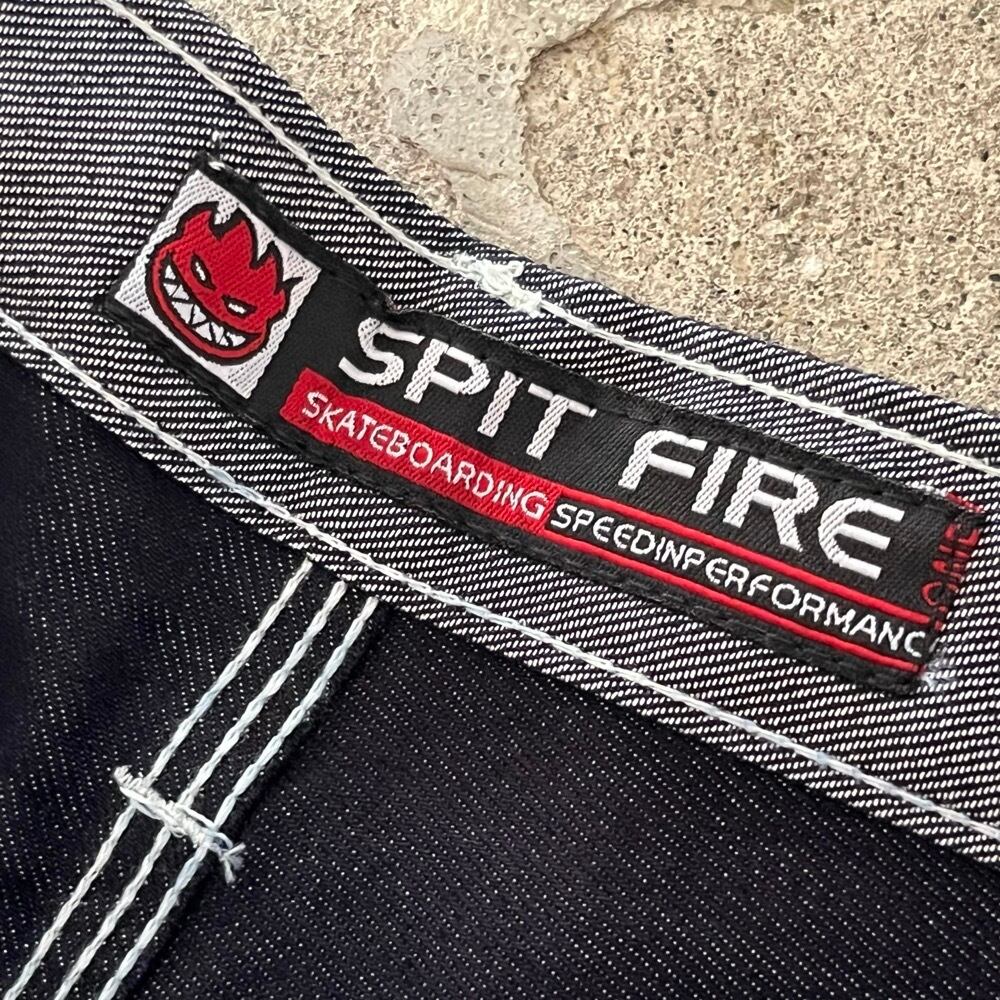 SPIT FIRE
SKATEBOARDING SPEEDINPERFORMANC